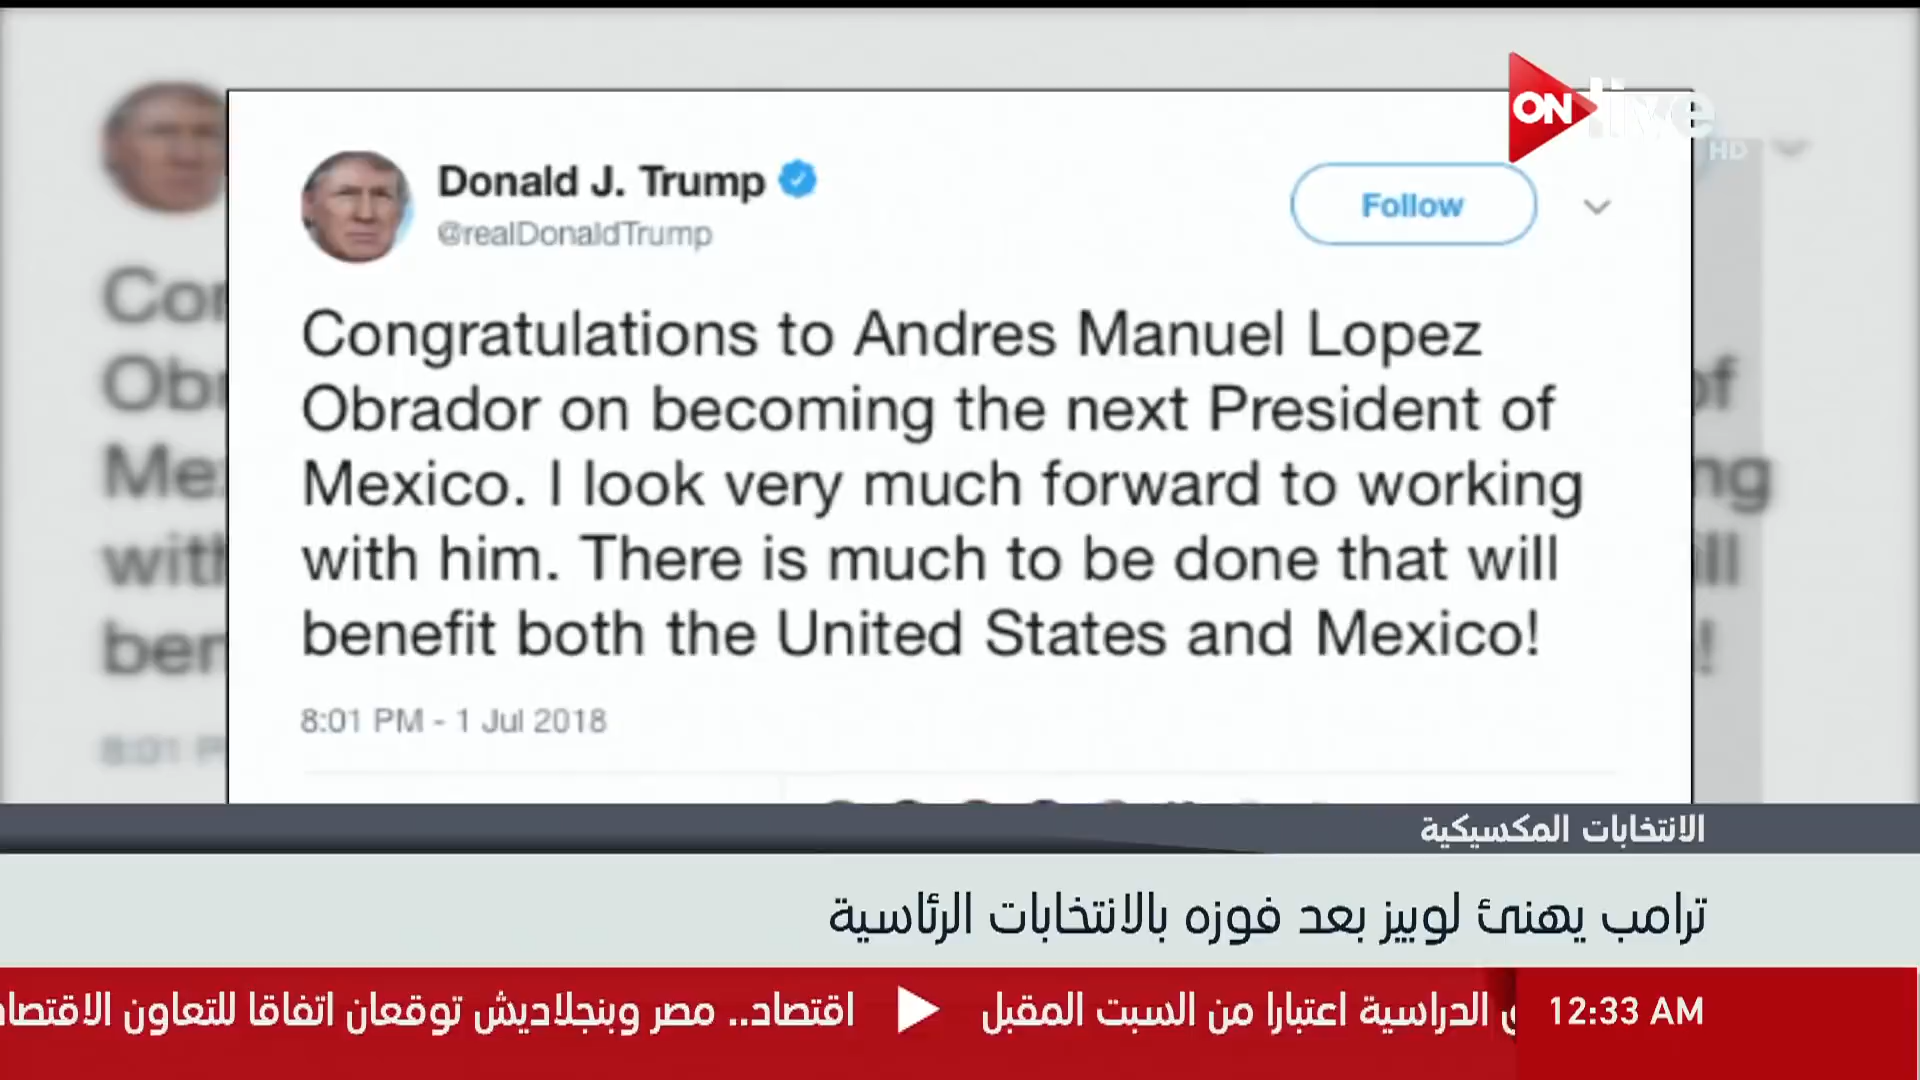 ON live
HD
Donald J. Trump
@realDonaldTrump
Follow
Congratulations to Andres Manuel Lopez
Obrador on becoming the next President of
Mexico. I look very much forward to working
with him. There is much to be done that will
benefit both the United States and Mexico!
8:01 PM - 1 Jul 2018
الانتخابات المكسيكية
ترامب يهنئ لوبيز بعد فوزه بالانتخابات الرئاسية
12:33 AM
الدراسية اعتبارا من السبت المقبل
اقتصاد.. مصر وبنجلاديش توقعان اتفاقا للتعاون